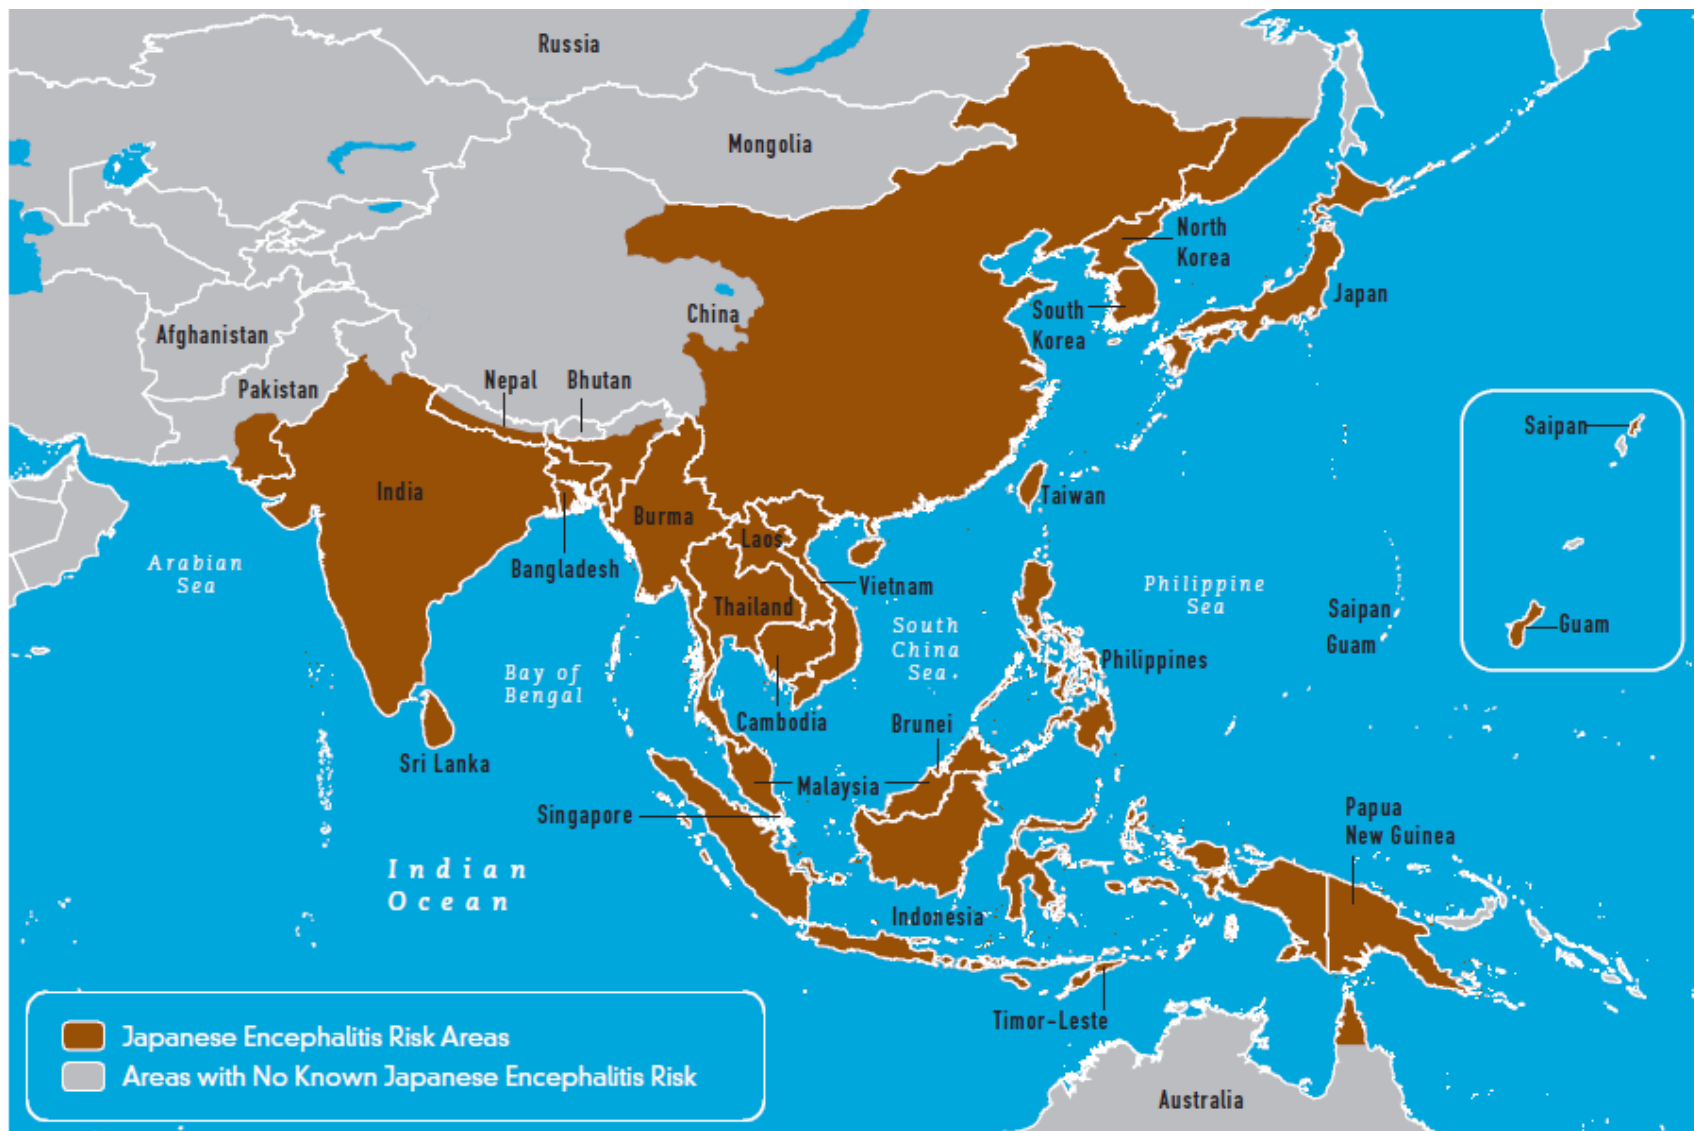 Russia
Mongolia
North
Korea
Japan
South
Korea
China
Afghanistan
Pakistan
Nepal
Bhutan
Saipan
India
Taiwan
Burma
Laos
Bangladesh
Arabian
Sea
Vietnam
Thailand
Philippine
Sea
Saipan
Guam
Guam
South
China
Sea
Philippines
Bay of
Bengal
Cambodia
Brunei
Sri Lanka
Malaysia
Singapore
Papua
New Guinea
Indian
Ocean
Indonesia
Timor-Leste
Japanese Encephalitis Risk Areas
Areas with No Known Japanese Encephalitis Risk
Australia